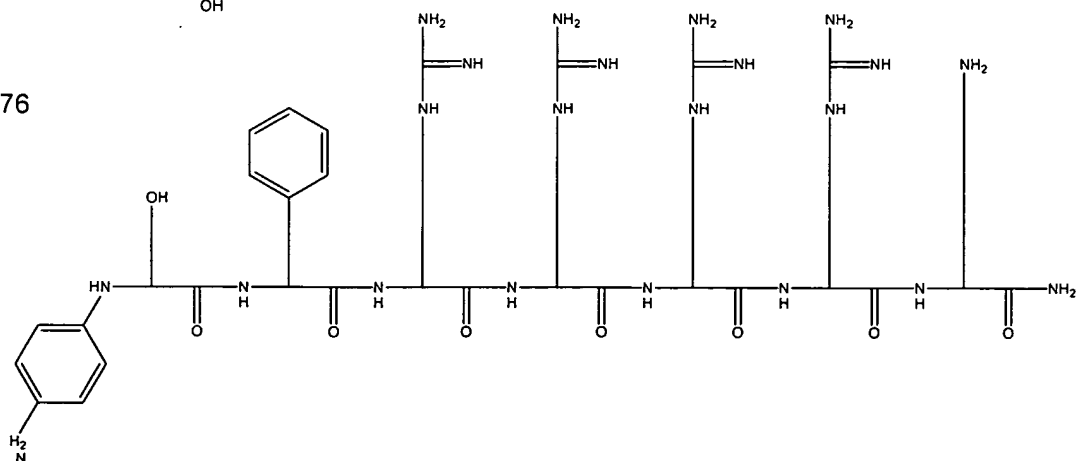 OH
NH2 NH2 NH2 NH2
NH NH NH NH NH2
76
NH NH NH NH
OH
HN N H N H N H N H N H N H NH2
O O O O O O O
H2
N